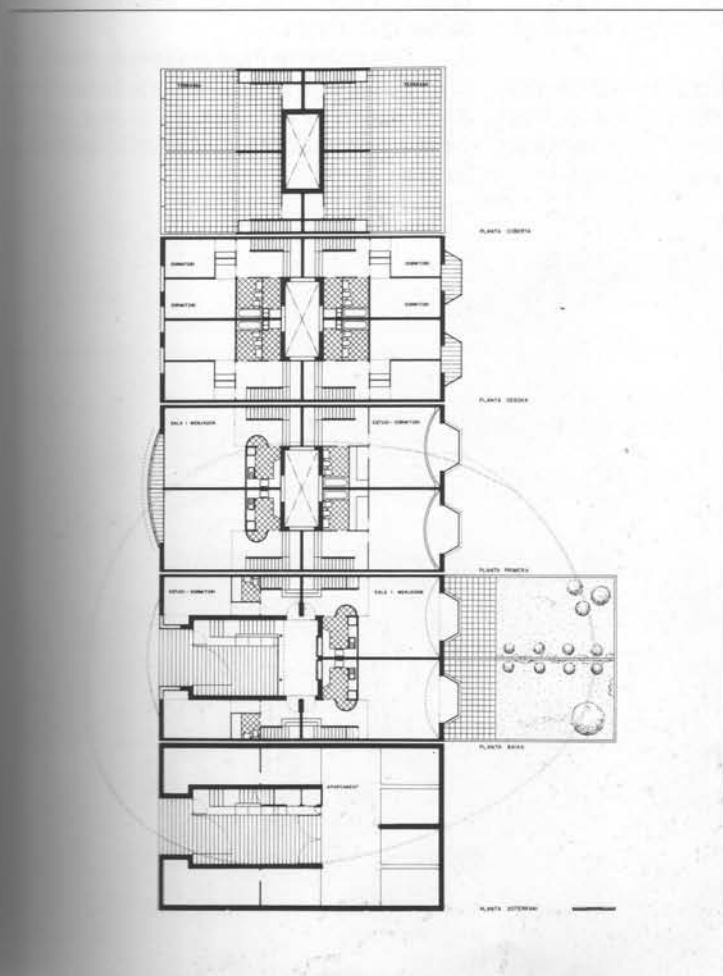 TERRASSA TERRASSA
PLANTA COBERTA
DORMITORI DORMITORI
DORMITORI DORMITORI
PLANTA SEGONA
SALA I MENJADOR ESTUDI-DORMITORI
PLANTA PRIMERA
ESTUDI-DORMITORI SALA I MENJADOR
PLANTA BAIXA
APARCAMENT
PLANTA SOTERRANI